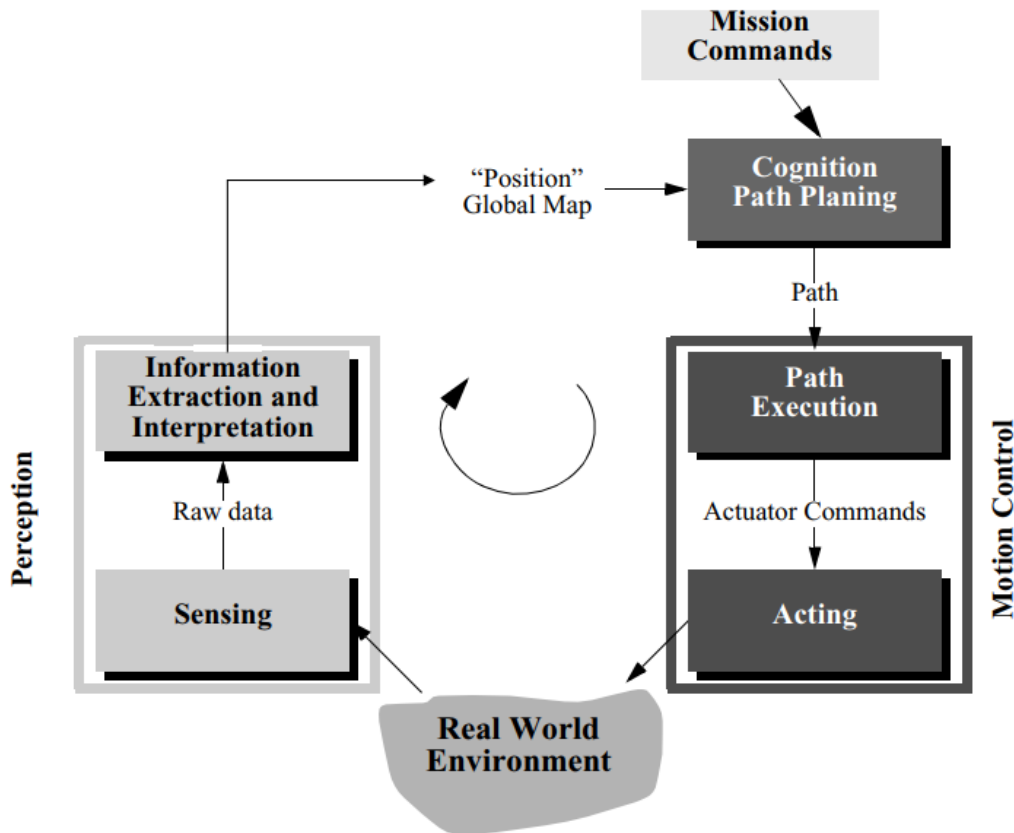 Mission
Commands
Cognition
Path Planing
“Position”
Global Map
Path
Information
Extraction and
Interpretation
Path
Execution
Perception
Raw data
Actuator Commands
Motion Control
Sensing
Acting
Real World
Environment